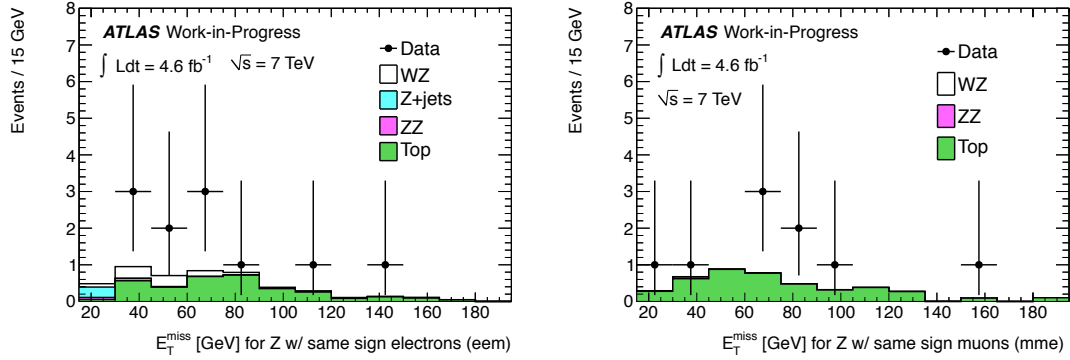 Events / 15 GeV
8
7
6
5
4
3
2
1
0
ATLAS Work-in-Progress
∫ Ldt = 4.6 fb⁻¹ √s = 7 TeV
Data
WZ
Z+jets
ZZ
Top
20 40 60 80 100 120 140 160 180
E_T^miss [GeV] for Z w/ same sign electrons (eem)
Events / 15 GeV
8
7
6
5
4
3
2
1
0
ATLAS Work-in-Progress
∫ Ldt = 4.6 fb⁻¹
√s = 7 TeV
Data
WZ
ZZ
Top
20 40 60 80 100 120 140 160 180
E_T^miss [GeV] for Z w/ same sign muons (mme)